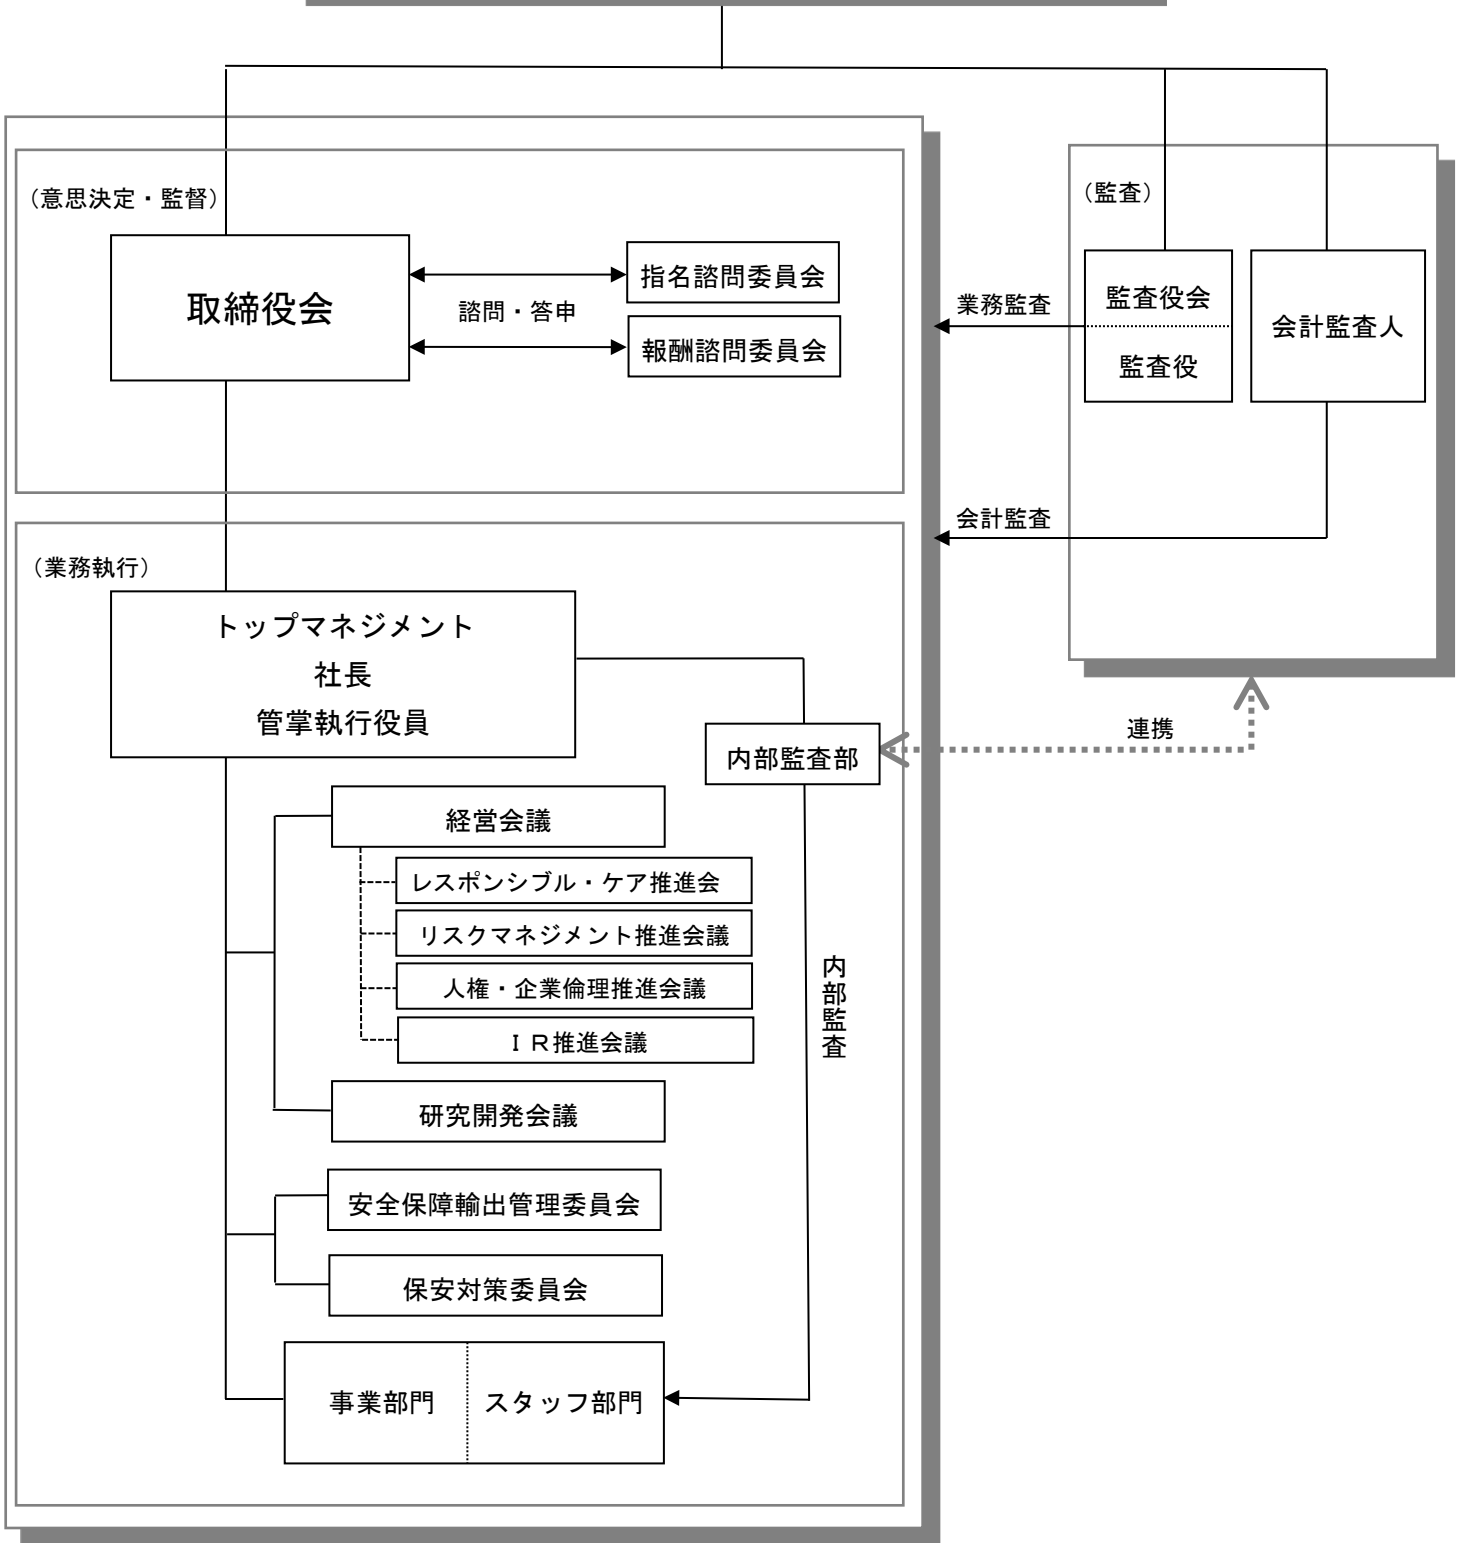 （意思決定・監督）
取締役会
諮問・答申
指名諮問委員会
報酬諮問委員会
（監査）
業務監査
監査役会
監査役
会計監査人
会計監査
（業務執行）
トップマネジメント
社長
管掌執行役員
内部監査部
連携
経営会議
レスポンシブル・ケア推進会
リスクマネジメント推進会議
人権・企業倫理推進会議
ＩＲ推進会議
内部監査
研究開発会議
安全保障輸出管理委員会
保安対策委員会
事業部門
スタッフ部門